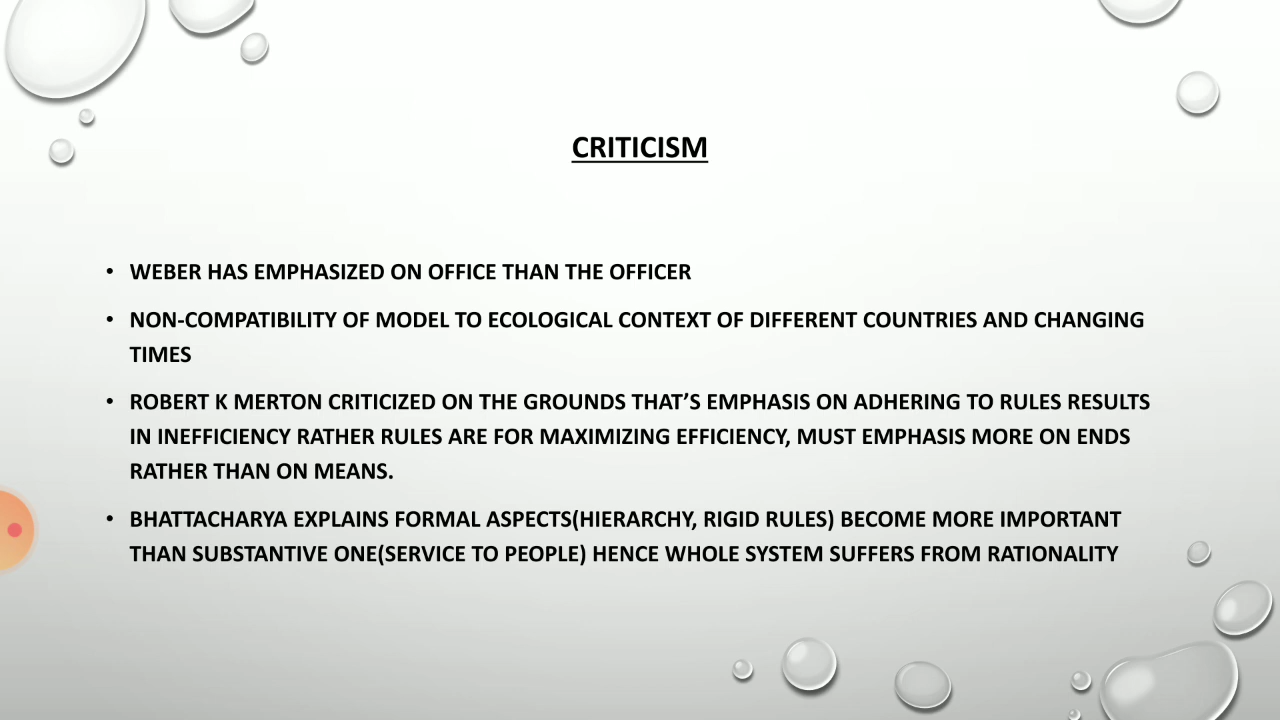 CRITICISM
• WEBER HAS EMPHASIZED ON OFFICE THAN THE OFFICER
• NON-COMPATIBILITY OF MODEL TO ECOLOGICAL CONTEXT OF DIFFERENT COUNTRIES AND CHANGING
TIMES
• ROBERT K MERTON CRITICIZED ON THE GROUNDS THAT’S EMPHASIS ON ADHERING TO RULES RESULTS
IN INEFFICIENCY RATHER RULES ARE FOR MAXIMIZING EFFICIENCY, MUST EMPHASIS MORE ON ENDS
RATHER THAN ON MEANS.
• BHATTACHARYA EXPLAINS FORMAL ASPECTS(HIERARCHY, RIGID RULES) BECOME MORE IMPORTANT
THAN SUBSTANTIVE ONE(SERVICE TO PEOPLE) HENCE WHOLE SYSTEM SUFFERS FROM RATIONALITY